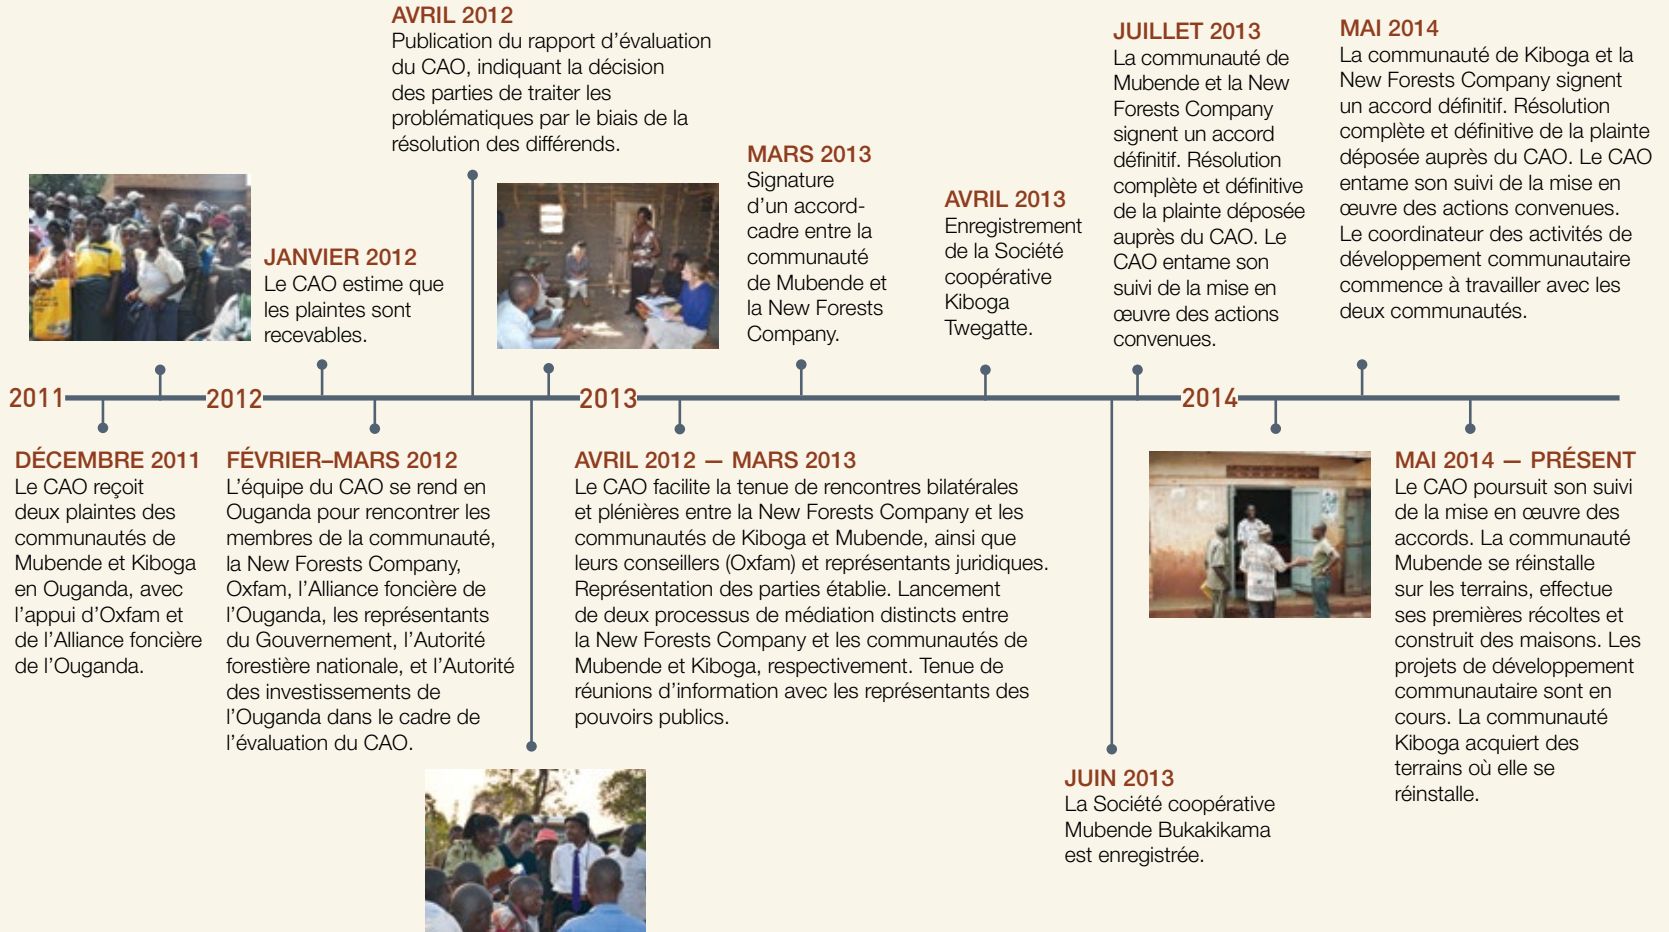 AVRIL 2012
Publication du rapport d’évaluation
du CAO, indiquant la décision
des parties de traiter les
problématiques par le biais de la
résolution des différends.
JANVIER 2012
Le CAO estime que
les plaintes sont
recevables.
MARS 2013
Signature
d’un accord-
cadre entre la
communauté
de Mubende et
la New Forests
Company.
AVRIL 2013
Enregistrement
de la Société
coopérative
Kiboga
Twegatte.
JUILLET 2013
La communauté de
Mubende et la New
Forests Company
signent un accord
définitif. Résolution
complète et définitive
de la plainte déposée
auprès du CAO. Le
CAO entame son
suivi de la mise en
œuvre des actions
convenues.
MAI 2014
La communauté de Kiboga et la
New Forests Company signent
un accord définitif. Résolution
complète et définitive de la plainte
déposée auprès du CAO. Le CAO
entame son suivi de la mise en
œuvre des actions convenues.
Le coordinateur des activités de
développement communautaire
commence à travailler avec les
deux communautés.
2011
2012
2013
2014
DÉCEMBRE 2011
Le CAO reçoit
deux plaintes des
communautés de
Mubende et Kiboga
en Ouganda, avec
l’appui d’Oxfam et
de l’Alliance foncière
de l’Ouganda.
FÉVRIER–MARS 2012
L’équipe du CAO se rend en
Ouganda pour rencontrer les
membres de la communauté,
la New Forests Company,
Oxfam, l’Alliance foncière de
l’Ouganda, les représentants
du Gouvernement, l’Autorité
forestière nationale, et l’Autorité
des investissements de
l’Ouganda dans le cadre de
l’évaluation du CAO.
AVRIL 2012 — MARS 2013
Le CAO facilite la tenue de rencontres bilatérales
et plénières entre la New Forests Company et les
communautés de Kiboga et Mubende, ainsi que
leurs conseillers (Oxfam) et représentants juridiques.
Représentation des parties établie. Lancement
de deux processus de médiation distincts entre
la New Forests Company et les communautés de
Mubende et Kiboga, respectivement. Tenue de
réunions d’information avec les représentants des
pouvoirs publics.
JUIN 2013
La Société coopérative
Mubende Bukakikama
est enregistrée.
MAI 2014 — PRÉSENT
Le CAO poursuit son suivi
de la mise en œuvre des
accords. La communauté
Mubende se réinstalle
sur les terrains, effectue
ses premières récoltes et
construit des maisons. Les
projets de développement
communautaire sont en
cours. La communauté
Kiboga acquiert des
terrains où elle se
réinstalle.